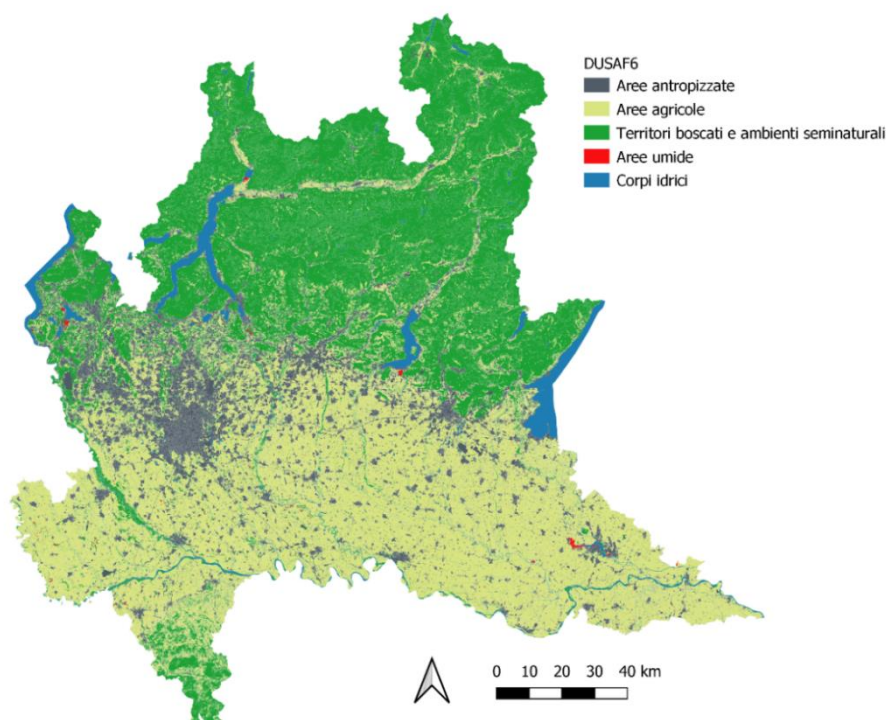 DUSAF6
Aree antropizzate
Aree agricole
Territori boscati e ambienti seminaturali
Aree umide
Corpi idrici
0 10 20 30 40 km